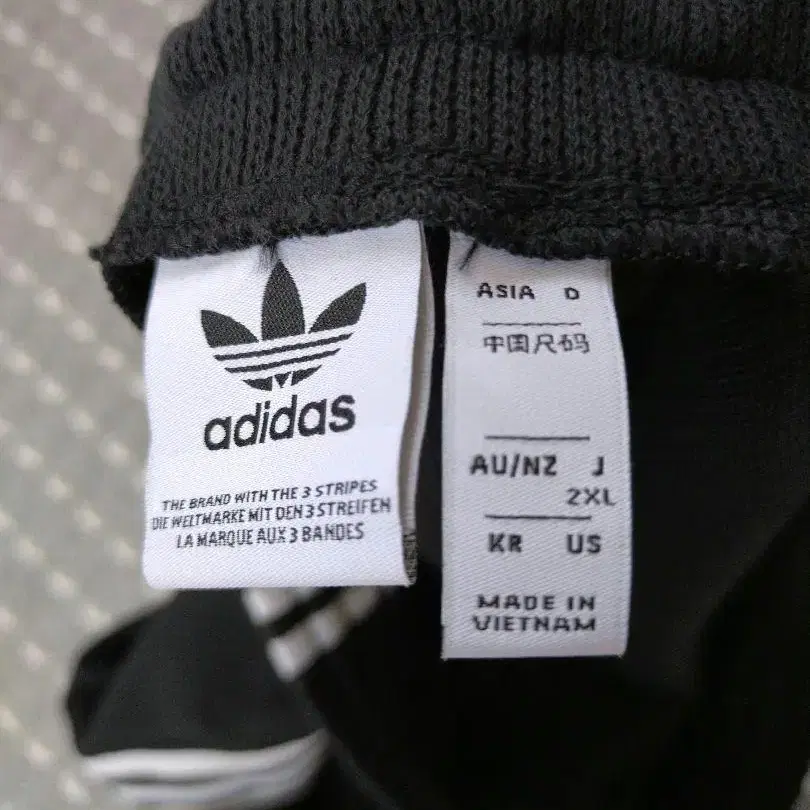 adidas
THE BRAND WITH THE 3 STRIPES
DIE WELTMARKE MIT DEN 3 STREIFEN
LA MARQUE AUX 3 BANDES
ASIA D
中国尺码
AU/NZ J
2XL
KR US
MADE IN
VIETNAM